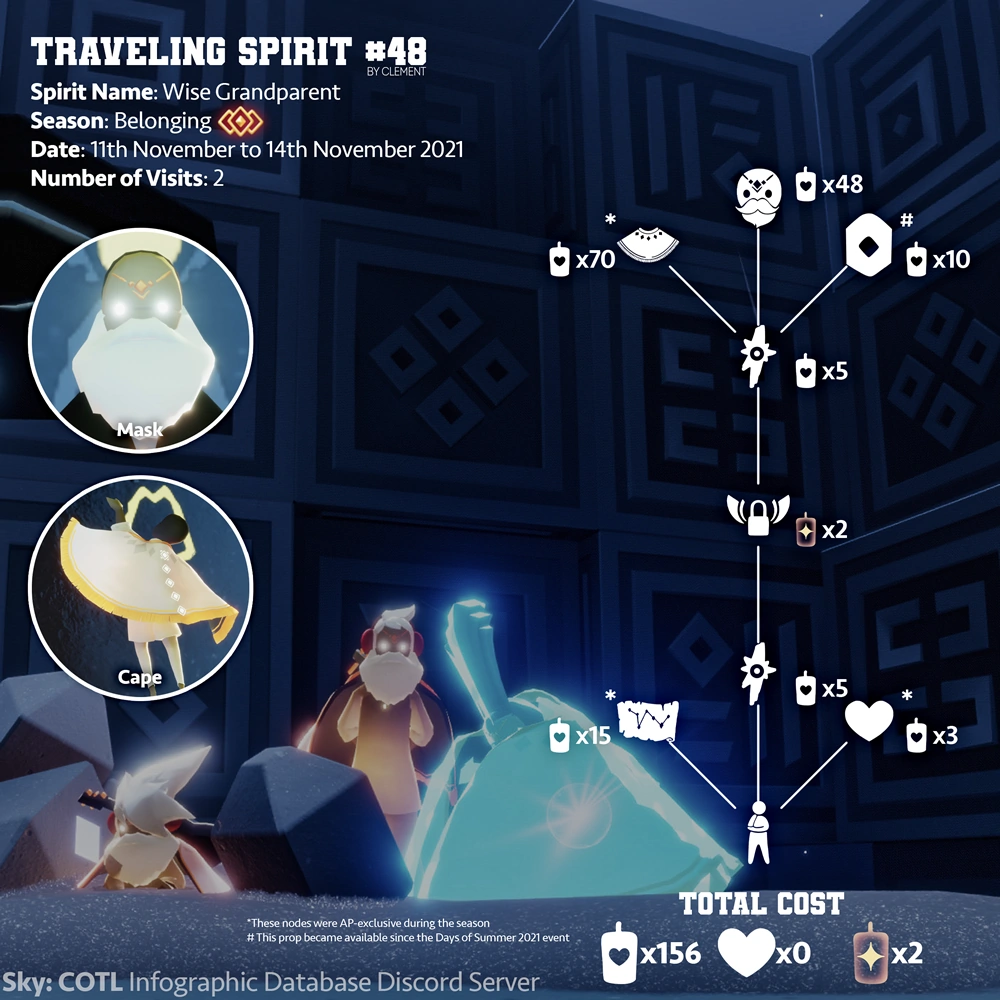 TRAVELING SPIRIT #48
BY CLEMENT
Spirit Name: Wise Grandparent
Season: Belonging
Date: 11th November to 14th November 2021
Number of Visits: 2
x48
*
#
x70
x10
x5
Mask
x2
Cape
x5
*
*
x15
x3
TOTAL COST
*These nodes were AP-exclusive during the season
# This prop became available since the Days of Summer 2021 event
x156
x0
x2
Sky: COTL Infographic Database Discord Server